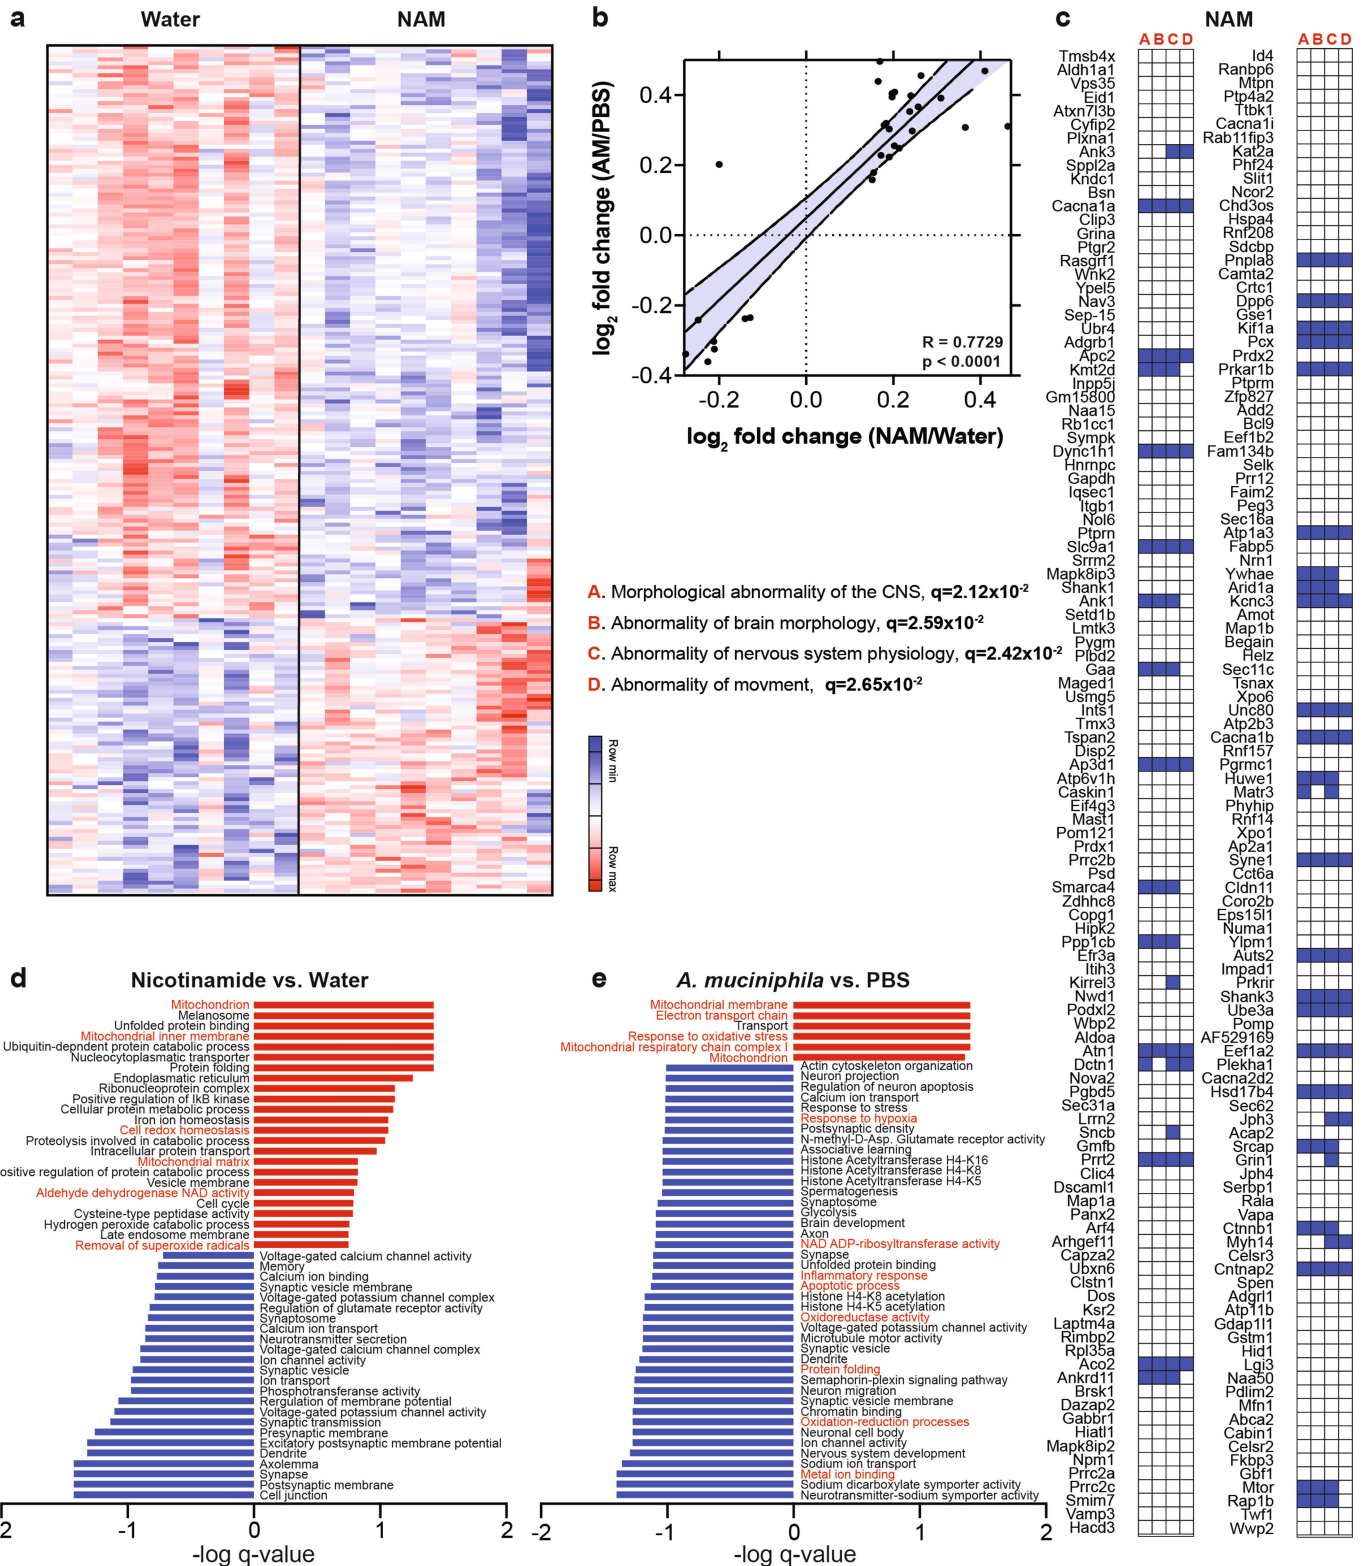 a
Water
NAM
b
log2 fold change (AM/PBS)
0.4
0.2
0.0
-0.2
-0.4
R = 0.7729
p < 0.0001
-0.2
0.0
0.2
0.4
log2 fold change (NAM/Water)
A. Morphological abnormality of the CNS, q=2.12x10-2
B. Abnormality of brain morphology, q=2.59x10-2
C. Abnormality of nervous system physiology, q=2.42x10-2
D. Abnormality of movment, q=2.65x10-2
Row min
Row max
c
NAM
A B C D
Tmsb4x
Aldh1a1
Vps35
Eid1
Atxn7l3b
Cyfip2
Plxna1
Ank3
Sppl2a
Kndc1
Bsn
Cacna1a
Clip3
Grina
Ptgr2
Rasgrf1
Wnk2
Ypel5
Nav3
Sep-15
Ubr4
Adgrb1
Apc2
Kmt2d
Inpp5j
Gm15800
Naa15
Rb1cc1
Sympk
Dync1h1
Hnrnpc
Gapdh
Iqsec1
Itgb1
Nol6
Ptprn
Slc9a1
Srrm2
Mapk8ip3
Shank1
Ank1
Setd1b
Lmtk3
Pygm
Plbd2
Gaa
Maged1
Usmg5
Ints1
Tmx3
Tspan2
Disp2
Ap3d1
Atp6v1h
Caskin1
Eif4g3
Mast1
Pom121
Prdx1
Prrc2b
Psd
Smarca4
Zdhhc8
Copg1
Hipk2
Ppp1cb
Efr3a
Itih3
Kirrel3
Nwd1
Podxl2
Wbp2
Aldoa
Atn1
Dctn1
Nova2
Pgbd5
Sec31a
Lrrn2
Sncb
Gmfb
Prrt2
Clic4
Dscaml1
Map1a
Panx2
Arf4
Arhgef11
Capza2
Ubxn6
Clstn1
Dos
Ksr2
Laptm4a
Rimbp2
Rpl35a
Aco2
Ankrd11
Brsk1
Dazap2
Gabbr1
Hiatl1
Mapk8ip2
Npm1
Prrc2a
Prrc2c
Smim7
Vamp3
Hacd3
A B C D
Id4
Ranbp6
Mtpn
Ptp4a2
Ttbk1
Cacna1i
Rab11fip3
Kat2a
Phf24
Slit1
Ncor2
Chd3os
Hspa4
Rnf208
Sdcbp
Pnpla8
Camta2
Crtc1
Dpp6
Gse1
Kif1a
Pcx
Prdx2
Prkar1b
Ptprm
Zfp827
Add2
Bcl9
Eef1b2
Fam134b
Selk
Prr12
Faim2
Peg3
Sec16a
Atp1a3
Fabp5
Nrn1
Ywhae
Arid1a
Kcnc3
Amot
Map1b
Begain
Helz
Sec11c
Tsnax
Xpo6
Unc80
Atp2b3
Cacna1b
Rnf157
Pgrmc1
Huwe1
Matr3
Phyhip
Rnf14
Xpo1
Ap2a1
Syne1
Cct6a
Cldn11
Coro2b
Eps15l1
Numa1
Ylpm1
Auts2
Impad1
Prkrir
Shank3
Ube3a
Pomp
AF529169
Eef1a2
Plekha1
Cacna2d2
Hsd17b4
Sec62
Jph3
Acap2
Srcap
Grin1
Jph4
Serbp1
Rala
Vapa
Ctnnb1
Myh14
Celsr3
Cntnap2
Spen
Adgrl1
Atp11b
Gdap1l1
Gstm1
Hid1
Lgi3
Naa50
Pdlim2
Mfn1
Abca2
Cabin1
Celsr2
Fkbp3
Gbf1
Mtor
Rap1b
Twf1
Wwp2
d
Nicotinamide vs. Water
Mitochondrion
Melanosome
Unfolded protein binding
Mitochondrial inner membrane
Ubiquitin-depndent protein catabolic process
Nucleocytoplasmatic transporter
Protein folding
Endoplasmatic reticulum
Ribonucleoprotein complex
Positive regulation of IkB kinase
Cellular protein metabolic process
Iron ion homeostasis
Cell redox homeostasis
Proteolysis involved in catabolic process
Intracellular protein transport
Mitochondrial matrix
ositive regulation of protein catabolic process
Vesicle membrane
Aldehyde dehydrogenase NAD activity
Cell cycle
Cysteine-type peptidase activity
Hydrogen peroxide catabolic process
Late endosome membrane
Removal of superoxide radicals
Voltage-gated calcium channel activity
Memory
Calcium ion binding
Synaptic vesicle membrane
Voltage-gated potassium channel complex
Regulation of glutamate receptor activity
Synaptosome
Calcium ion transport
Neurotransmitter secretion
Voltage-gated calcium channel complex
Ion channel activity
Synaptic vesicle
Ion transport
Phosphotransferanse activity
Rergulation of membrane potential
Voltage-gated potassium channel activity
Synaptic transmission
Presynaptic membrane
Excitatory postsynaptic membrane potential
Dendrite
Axolemma
Synapse
Postsynaptic membrane
Cell junction
2
-1
0
1
2
-log q-value
e
A. muciniphila vs. PBS
Mitochondrial membrane
Electron transport chain
Transport
Response to oxidative stress
Mitochondrial respiratory chain complex I
Mitochondrion
Actin cytoskeleton organization
Neuron projection
Regulation of neuron apoptosis
Calcium ion transport
Response to stress
Response to hypoxia
Postsynaptic density
N-methyl-D-Asp. Glutamate receptor activity
Associative learning
Histone Acetyltransferase H4-K16
Histone Acetyltransferase H4-K8
Histone Acetyltransferase H4-K5
Spermatogenesis
Synaptosome
Glycolysis
Brain development
Axon
NAD ADP-ribosyltransferase activity
Synapse
Unfolded protein binding
Inflammatory response
Apoptotic process
Histone H4-K8 acetylation
Histone H4-K5 acetylation
Oxidoreductase activity
Voltage-gated potassium channel activity
Microtubule motor activity
Synaptic vesicle
Dendrite
Protein folding
Semaphorin-plexin signaling pathway
Neuron migration
Synaptic vesicle membrane
Chromatin binding
Oxidation-reduction processes
Neuronal cell body
Ion channel activity
Nervous system development
Sodium ion transport
Metal ion binding
Sodium dicarboxylate symporter activity
Neurotransmitter-sodium symporter activity
-2
-1
0
1
2
-log q-value